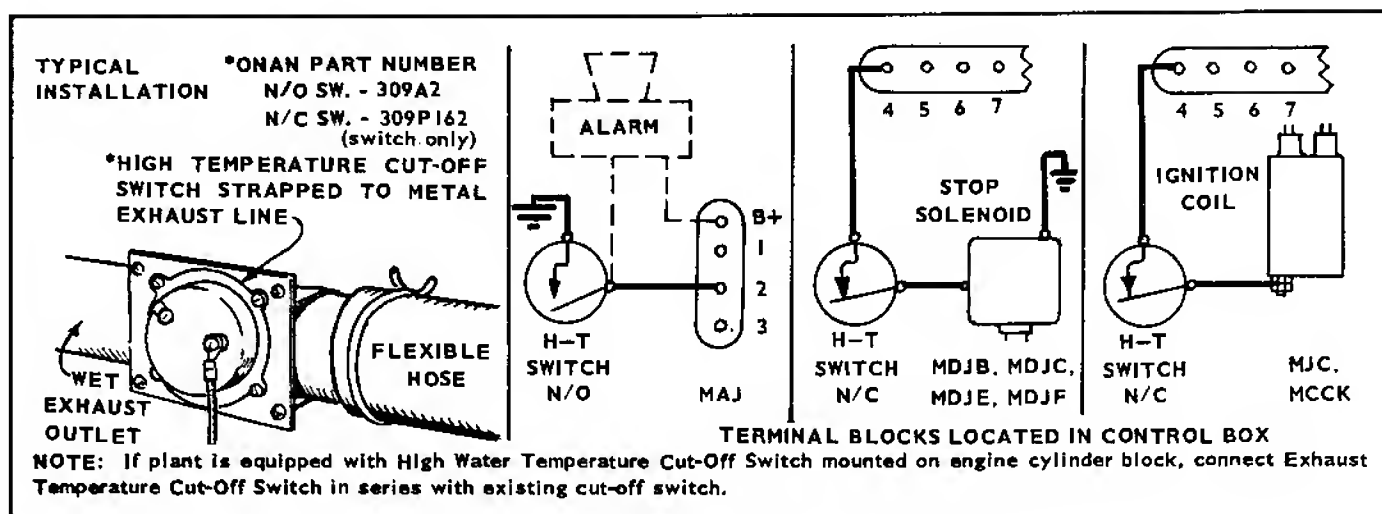 TYPICAL
INSTALLATION
*ONAN PART NUMBER
N/O SW. - 309A2
N/C SW. - 309P162
(switch only)
*HIGH TEMPERATURE CUT-OFF
SWITCH STRAPPED TO METAL
EXHAUST LINE
WET
EXHAUST
OUTLET
FLEXIBLE
HOSE
ALARM
B+
1
2
3
H-T
SWITCH
N/O
MAJ
4 5 6 7
STOP
SOLENOID
H-T
SWITCH
N/C
MDJB, MDJC,
MDJE, MDJF
4 5 6 7
IGNITION
COIL
H-T
SWITCH
N/C
MJC,
MCCK
TERMINAL BLOCKS LOCATED IN CONTROL BOX
NOTE: If plant is equipped with High Water Temperature Cut-Off Switch mounted on engine cylinder block, connect Exhaust
Temperature Cut-Off Switch in series with existing cut-off switch.